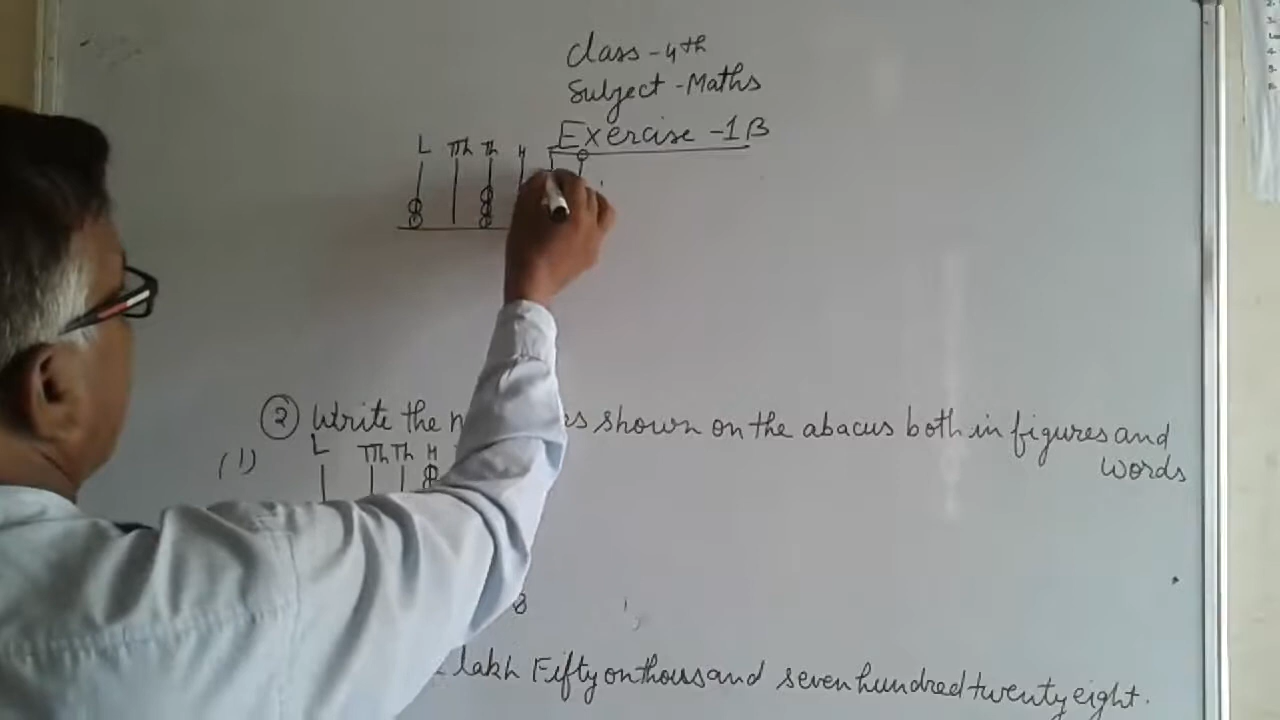 Class - 4th
Subject - Maths
Exercise - 1B
L TTh Th H
② Write the shown on the abacus both in figures and
words
(1) L TTh Th H
lakh Fifty on thousand seven hundred twenty eight.